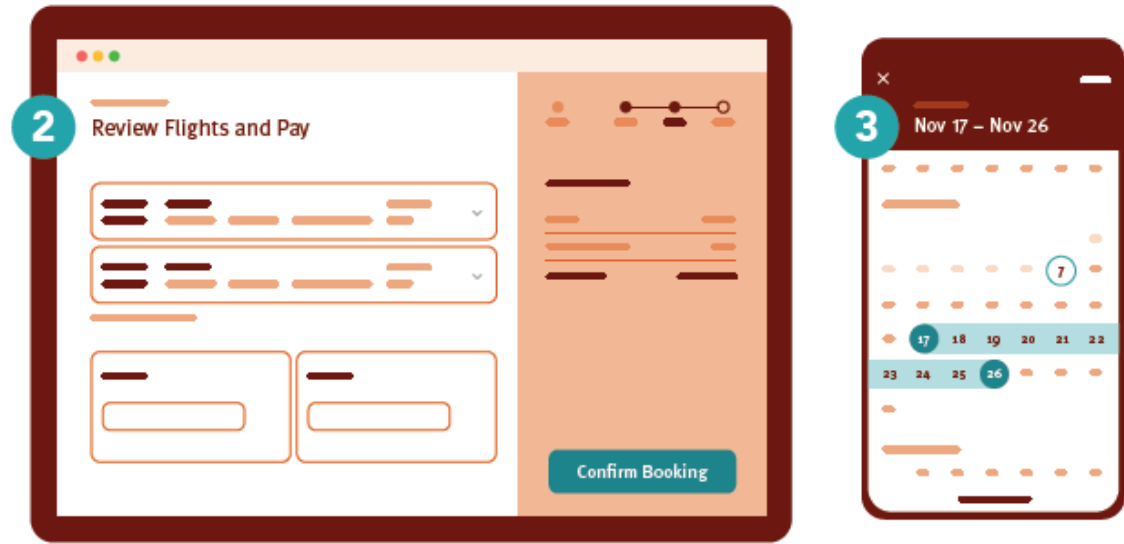 2
Review Flights and Pay
Confirm Booking
3
×
Nov 17 – Nov 26
7
17 18 19 20 21 22
23 24 25 26